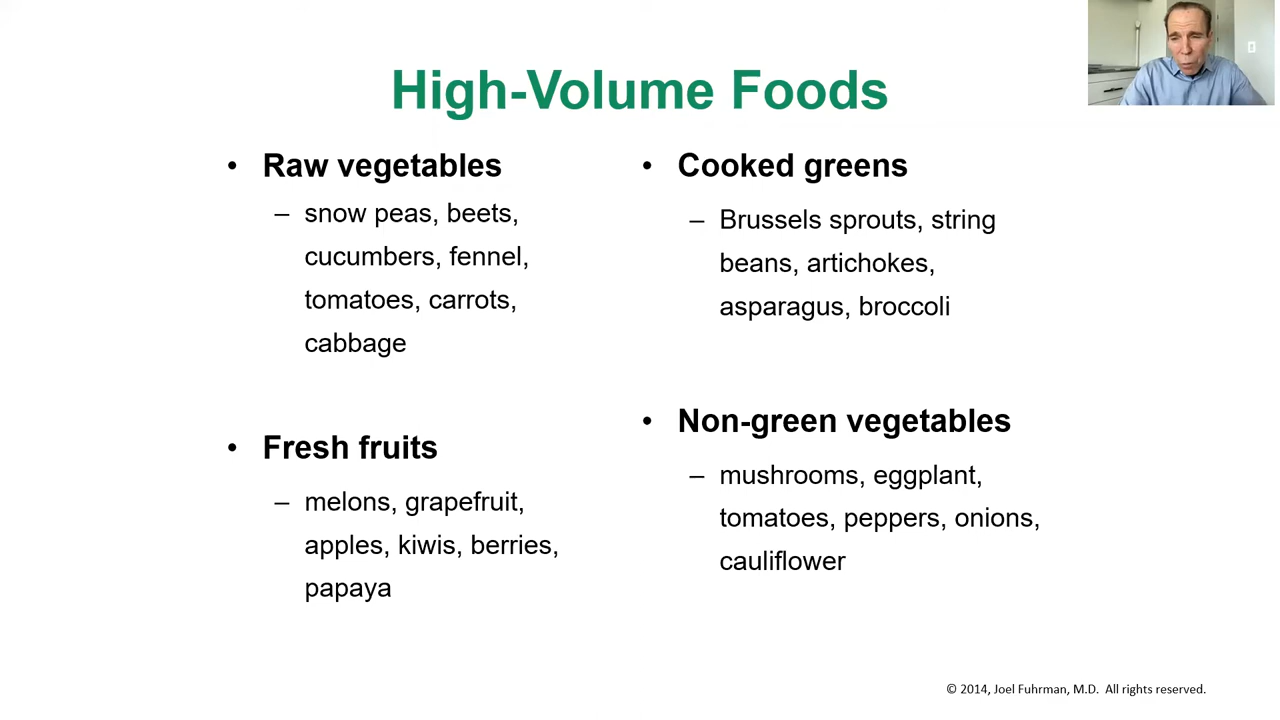 High-Volume Foods
• Raw vegetables
– snow peas, beets,
cucumbers, fennel,
tomatoes, carrots,
cabbage
• Fresh fruits
– melons, grapefruit,
apples, kiwis, berries,
papaya
• Cooked greens
– Brussels sprouts, string
beans, artichokes,
asparagus, broccoli
• Non-green vegetables
– mushrooms, eggplant,
tomatoes, peppers, onions,
cauliflower
© 2014, Joel Fuhrman, M.D. All rights reserved.